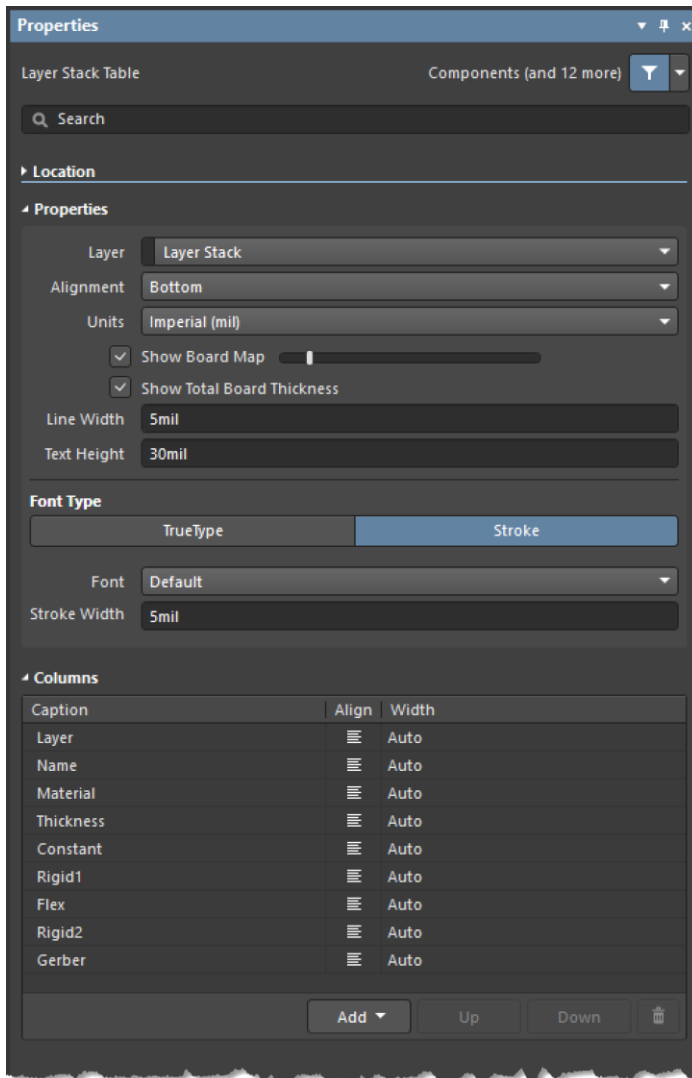 Properties
Layer Stack Table Components (and 12 more)
Search
Location
Properties
Layer Layer Stack
Alignment Bottom
Units Imperial (mil)
Show Board Map
Show Total Board Thickness
Line Width 5mil
Text Height 30mil
Font Type
TrueType Stroke
Font Default
Stroke Width 5mil
Columns
Caption Align Width
Layer Auto
Name Auto
Material Auto
Thickness Auto
Constant Auto
Rigid1 Auto
Flex Auto
Rigid2 Auto
Gerber Auto
Add Up Down